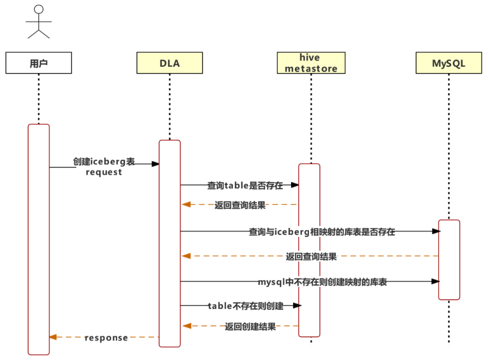 用户
DLA
hive
metastore
MySQL
创建iceberg表
request
查询table是否存在
返回查询结果
查询与iceberg相映射的库表是否存在
返回查询结果
mysql中不存在则创建映射的库表
table不存在则创建
返回创建结果
response